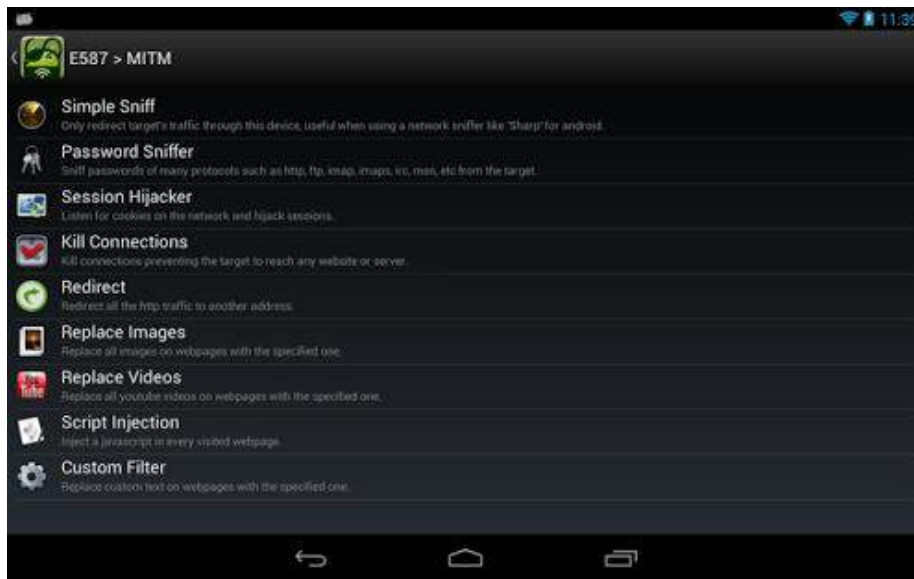 11:39
E587 > MITM
Simple Sniff
Only redirect target's traffic through this device, useful when using a network sniffer like "Sharp" for android.
Password Sniffer
Sniff passwords of many protocols such as http, ftp, imap, imaps, irc, msn, etc from the target.
Session Hijacker
Listen for cookies on the network and hijack sessions.
Kill Connections
Kill connections preventing the target to reach any website or server.
Redirect
Redirect all the http traffic to another address.
Replace Images
Replace all images on webpages with the specified one.
You Tube
Replace Videos
Replace all youtube videos on webpages with the specified one.
Script Injection
Inject a javascript in every visited webpage.
Custom Filter
Replace custom text on webpages with the specified one.